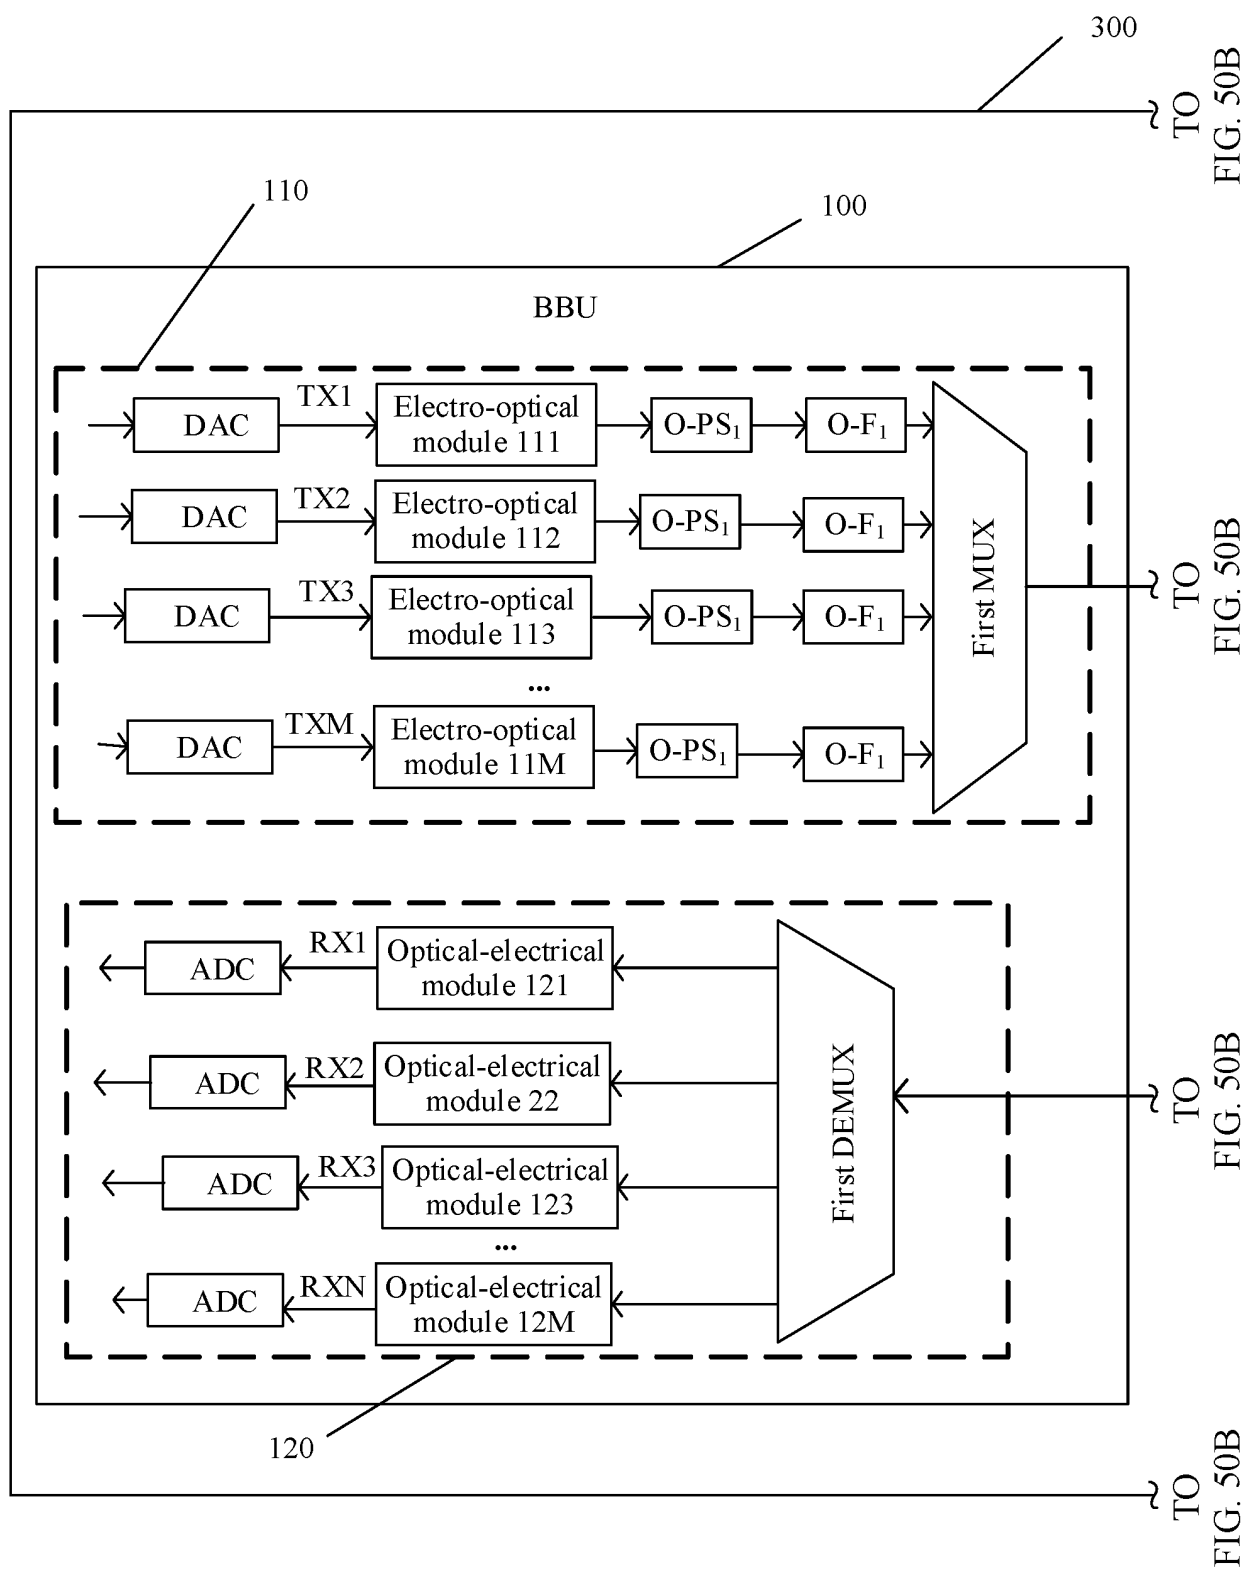 300
TO
FIG. 50B
110
100
BBU
DAC
TX1
Electro-optical
module 111
O-PS₁
O-F₁
DAC
TX2
Electro-optical
module 112
O-PS₁
O-F₁
DAC
TX3
Electro-optical
module 113
O-PS₁
O-F₁
...
DAC
TXM
Electro-optical
module 11M
O-PS₁
O-F₁
First MUX
TO
FIG. 50B
ADC
RX1
Optical-electrical
module 121
ADC
RX2
Optical-electrical
module 22
ADC
RX3
Optical-electrical
module 123
...
ADC
RXN
Optical-electrical
module 12M
First DEMUX
TO
FIG. 50B
120
TO
FIG. 50B